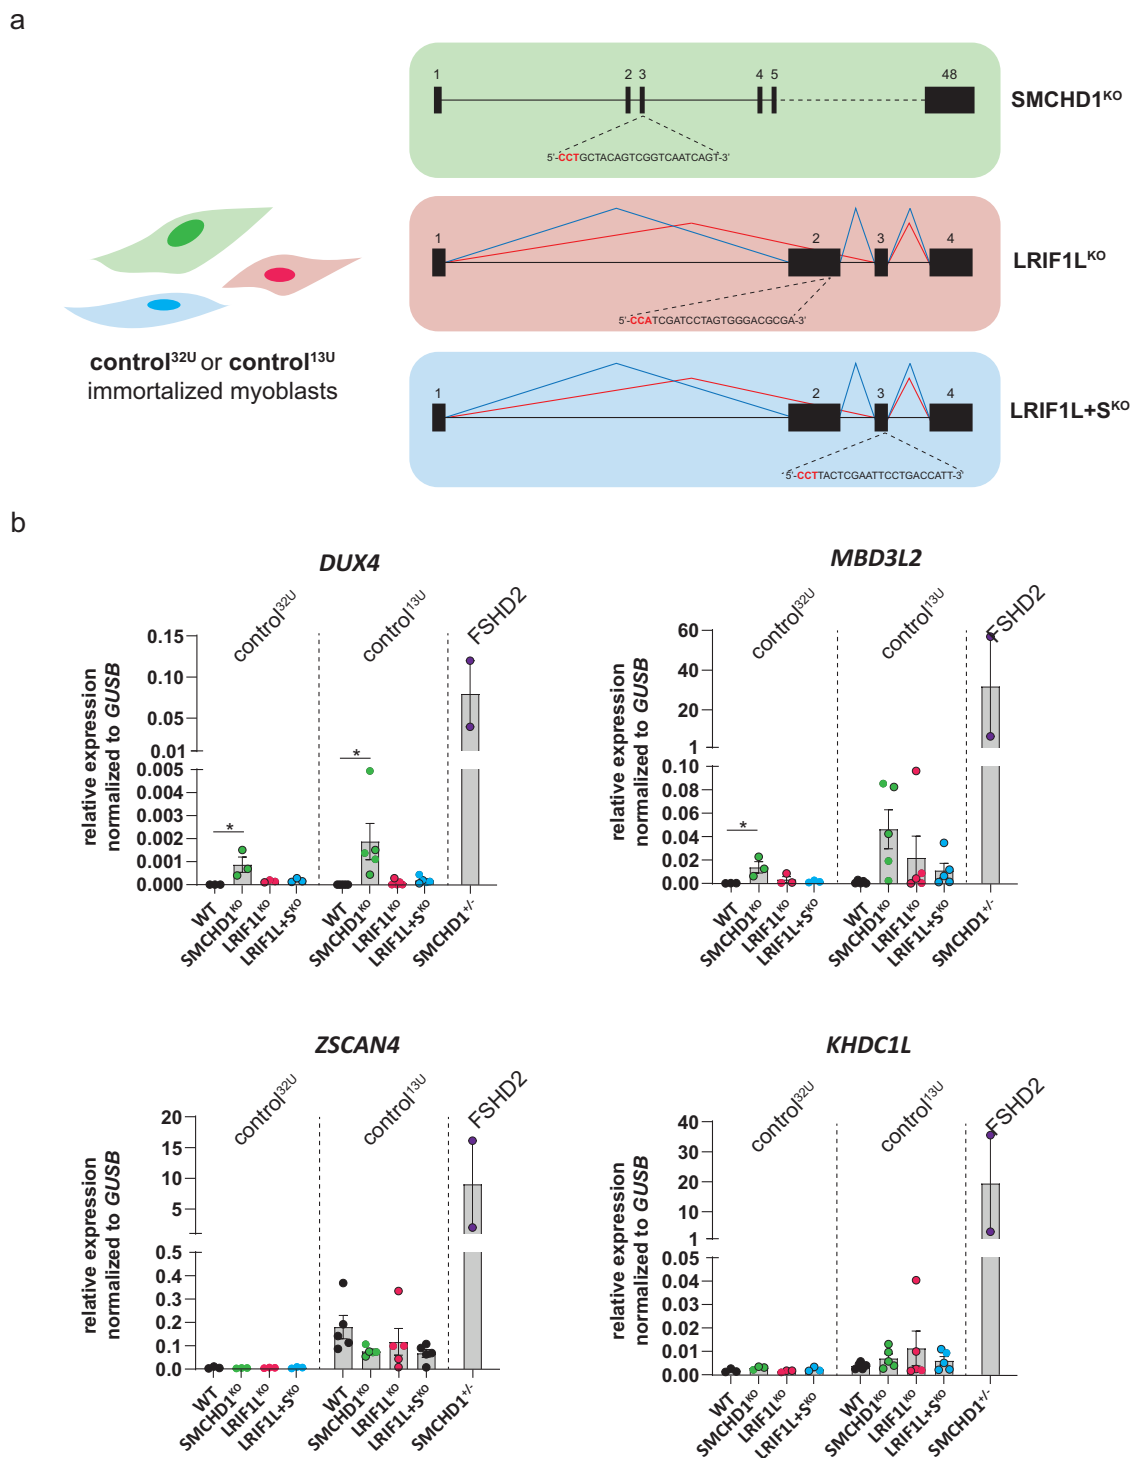 a
1 2 3 4 5 48
SMCHD1KO
5'-CCTGCTACAGTCGGTCAATCAGT-3'
1 2 3 4
LRIF1LKO
5'-CCATCGATCCTAGTGGGACGCGA-3'
control32U or control13U
immortalized myoblasts
1 2 3 4
LRIF1L+SKO
5'-CCTTACTCGAATTCCTGACCATT-3'
b
DUX4
control32U
control13U
FSHD2
relative expression
normalized to GUSB
0.15
0.10
0.05
0.01
0.005
0.004
0.003
0.002
0.001
0.000
*
*
WT
SMCHD1KO
LRIF1LKO
LRIF1L+SKO
WT
SMCHD1KO
LRIF1LKO
LRIF1L+SKO
SMCHD1+/-
MBD3L2
control32U
control13U
FSHD2
relative expression
normalized to GUSB
60
40
20
1
0.10
0.08
0.06
0.04
0.02
0.00
*
WT
SMCHD1KO
LRIF1LKO
LRIF1L+SKO
WT
SMCHD1KO
LRIF1LKO
LRIF1L+SKO
SMCHD1+/-
ZSCAN4
control32U
control13U
FSHD2
relative expression
normalized to GUSB
20
15
10
5
0.5
0.4
0.3
0.2
0.1
0.0
WT
SMCHD1KO
LRIF1LKO
LRIF1L+SKO
WT
SMCHD1KO
LRIF1LKO
LRIF1L+SKO
SMCHD1+/-
KHDC1L
control32U
control13U
FSHD2
relative expression
normalized to GUSB
40
30
20
10
1
0.05
0.04
0.03
0.02
0.01
0.00
WT
SMCHD1KO
LRIF1LKO
LRIF1L+SKO
WT
SMCHD1KO
LRIF1LKO
LRIF1L+SKO
SMCHD1+/-